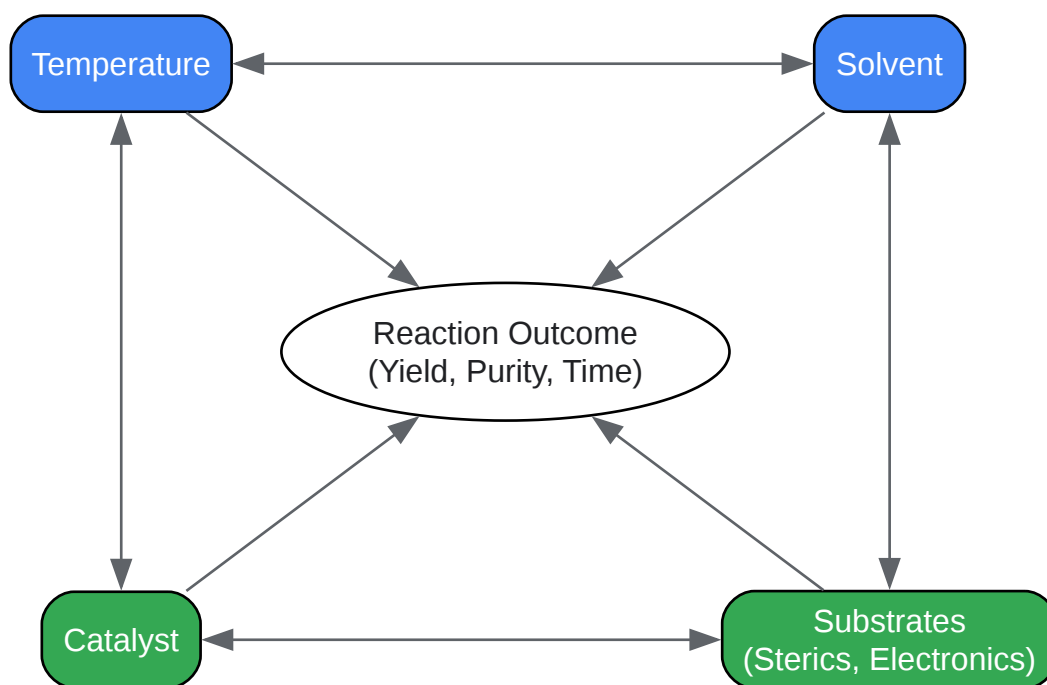 Temperature
Solvent
Reaction Outcome
(Yield, Purity, Time)
Catalyst
Substrates
(Sterics, Electronics)